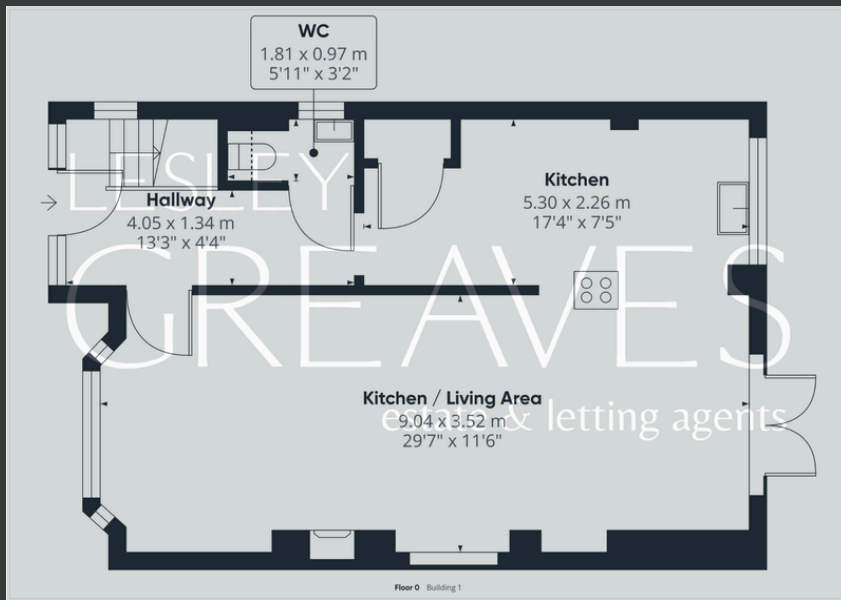 WC
1.81 x 0.97 m
5'11" x 3'2"
LESLEY
Hallway
4.05 x 1.34 m
13'3" x 4'4"
Kitchen
5.30 x 2.26 m
17'4" x 7'5"
GREAVES
Kitchen / Living Area
estate & letting agents
9.04 x 3.52 m
29'7" x 11'6"
Floor 0 Building 1